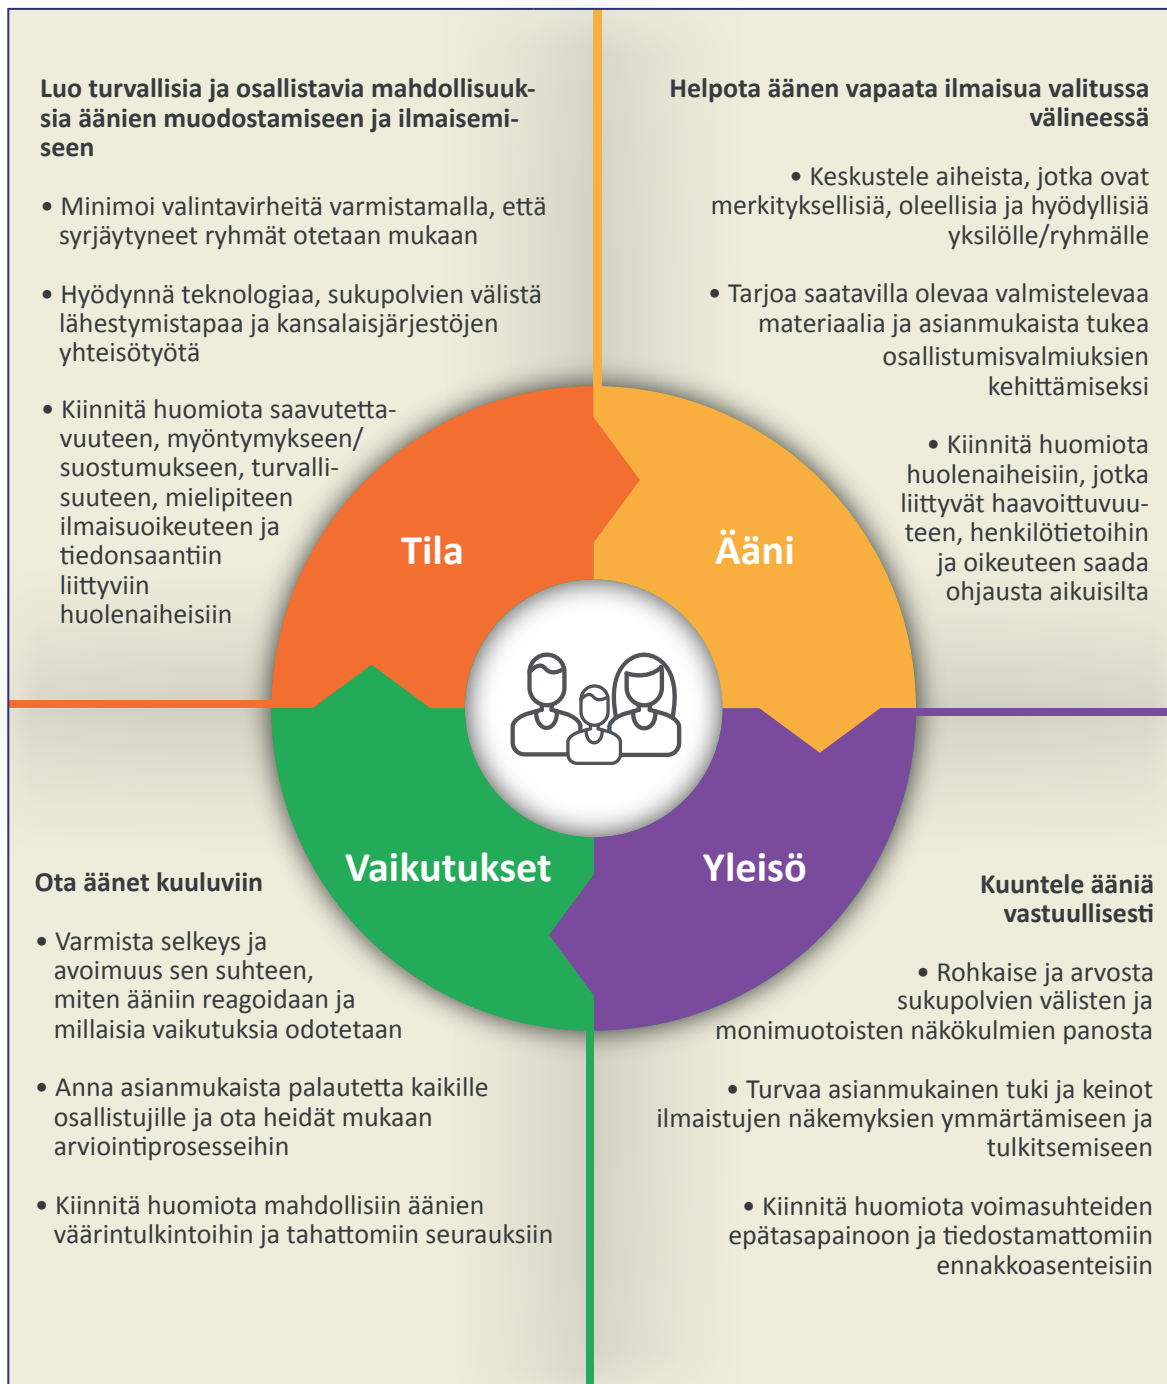 Luo turvallisia ja osallistavia mahdollisuuk-
sia äänien muodostamiseen ja ilmaisemi-
seen
• Minimoi valintavirheitä varmistamalla, että
syrjäytyneet ryhmät otetaan mukaan
• Hyödynnä teknologiaa, sukupolvien välistä
lähestymistapaa ja kansalaisjärjestöjen
yhteisötyötä
• Kiinnitä huomiota saavutetta-
vuuteen, myöntymykseen/
suostumukseen, turvalli-
suuteen, mielipiteen
ilmaisuoikeuteen ja
tiedonsaantiin
liittyviin
huolenaiheisiin
Helpota äänen vapaata ilmaisua valitussa
välineessä
• Keskustele aiheista, jotka ovat
merkityksellisiä, oleellisia ja hyödyllisiä
yksilölle/ryhmälle
• Tarjoa saatavilla olevaa valmistelevaa
materiaalia ja asianmukaista tukea
osallistumisvalmiuksien
kehittämiseksi
• Kiinnitä huomiota
huolenaiheisiin, jotka
liittyvät haavoittuvuu-
teen, henkilötietoihin
ja oikeuteen saada
ohjausta aikuisilta
Tila
Ääni
Vaikutukset
Yleisö
Ota äänet kuuluviin
• Varmista selkeys ja
avoimuus sen suhteen,
miten ääniin reagoidaan ja
millaisia vaikutuksia odotetaan
• Anna asianmukaista palautetta kaikille
osallistujille ja ota heidät mukaan
arviointiprosesseihin
• Kiinnitä huomiota mahdollisiin äänien
väärintulkintoihin ja tahattomiin seurauksiin
Kuuntele ääniä
vastuullisesti
• Rohkaise ja arvosta
sukupolvien välisten ja
monimuotoisten näkökulmien panosta
• Turvaa asianmukainen tuki ja keinot
ilmaistujen näkemyksien ymmärtämiseen ja
tulkitsemiseen
• Kiinnitä huomiota voimasuhteiden
epätasapainoon ja tiedostamattomiin
ennakkoasenteisiin